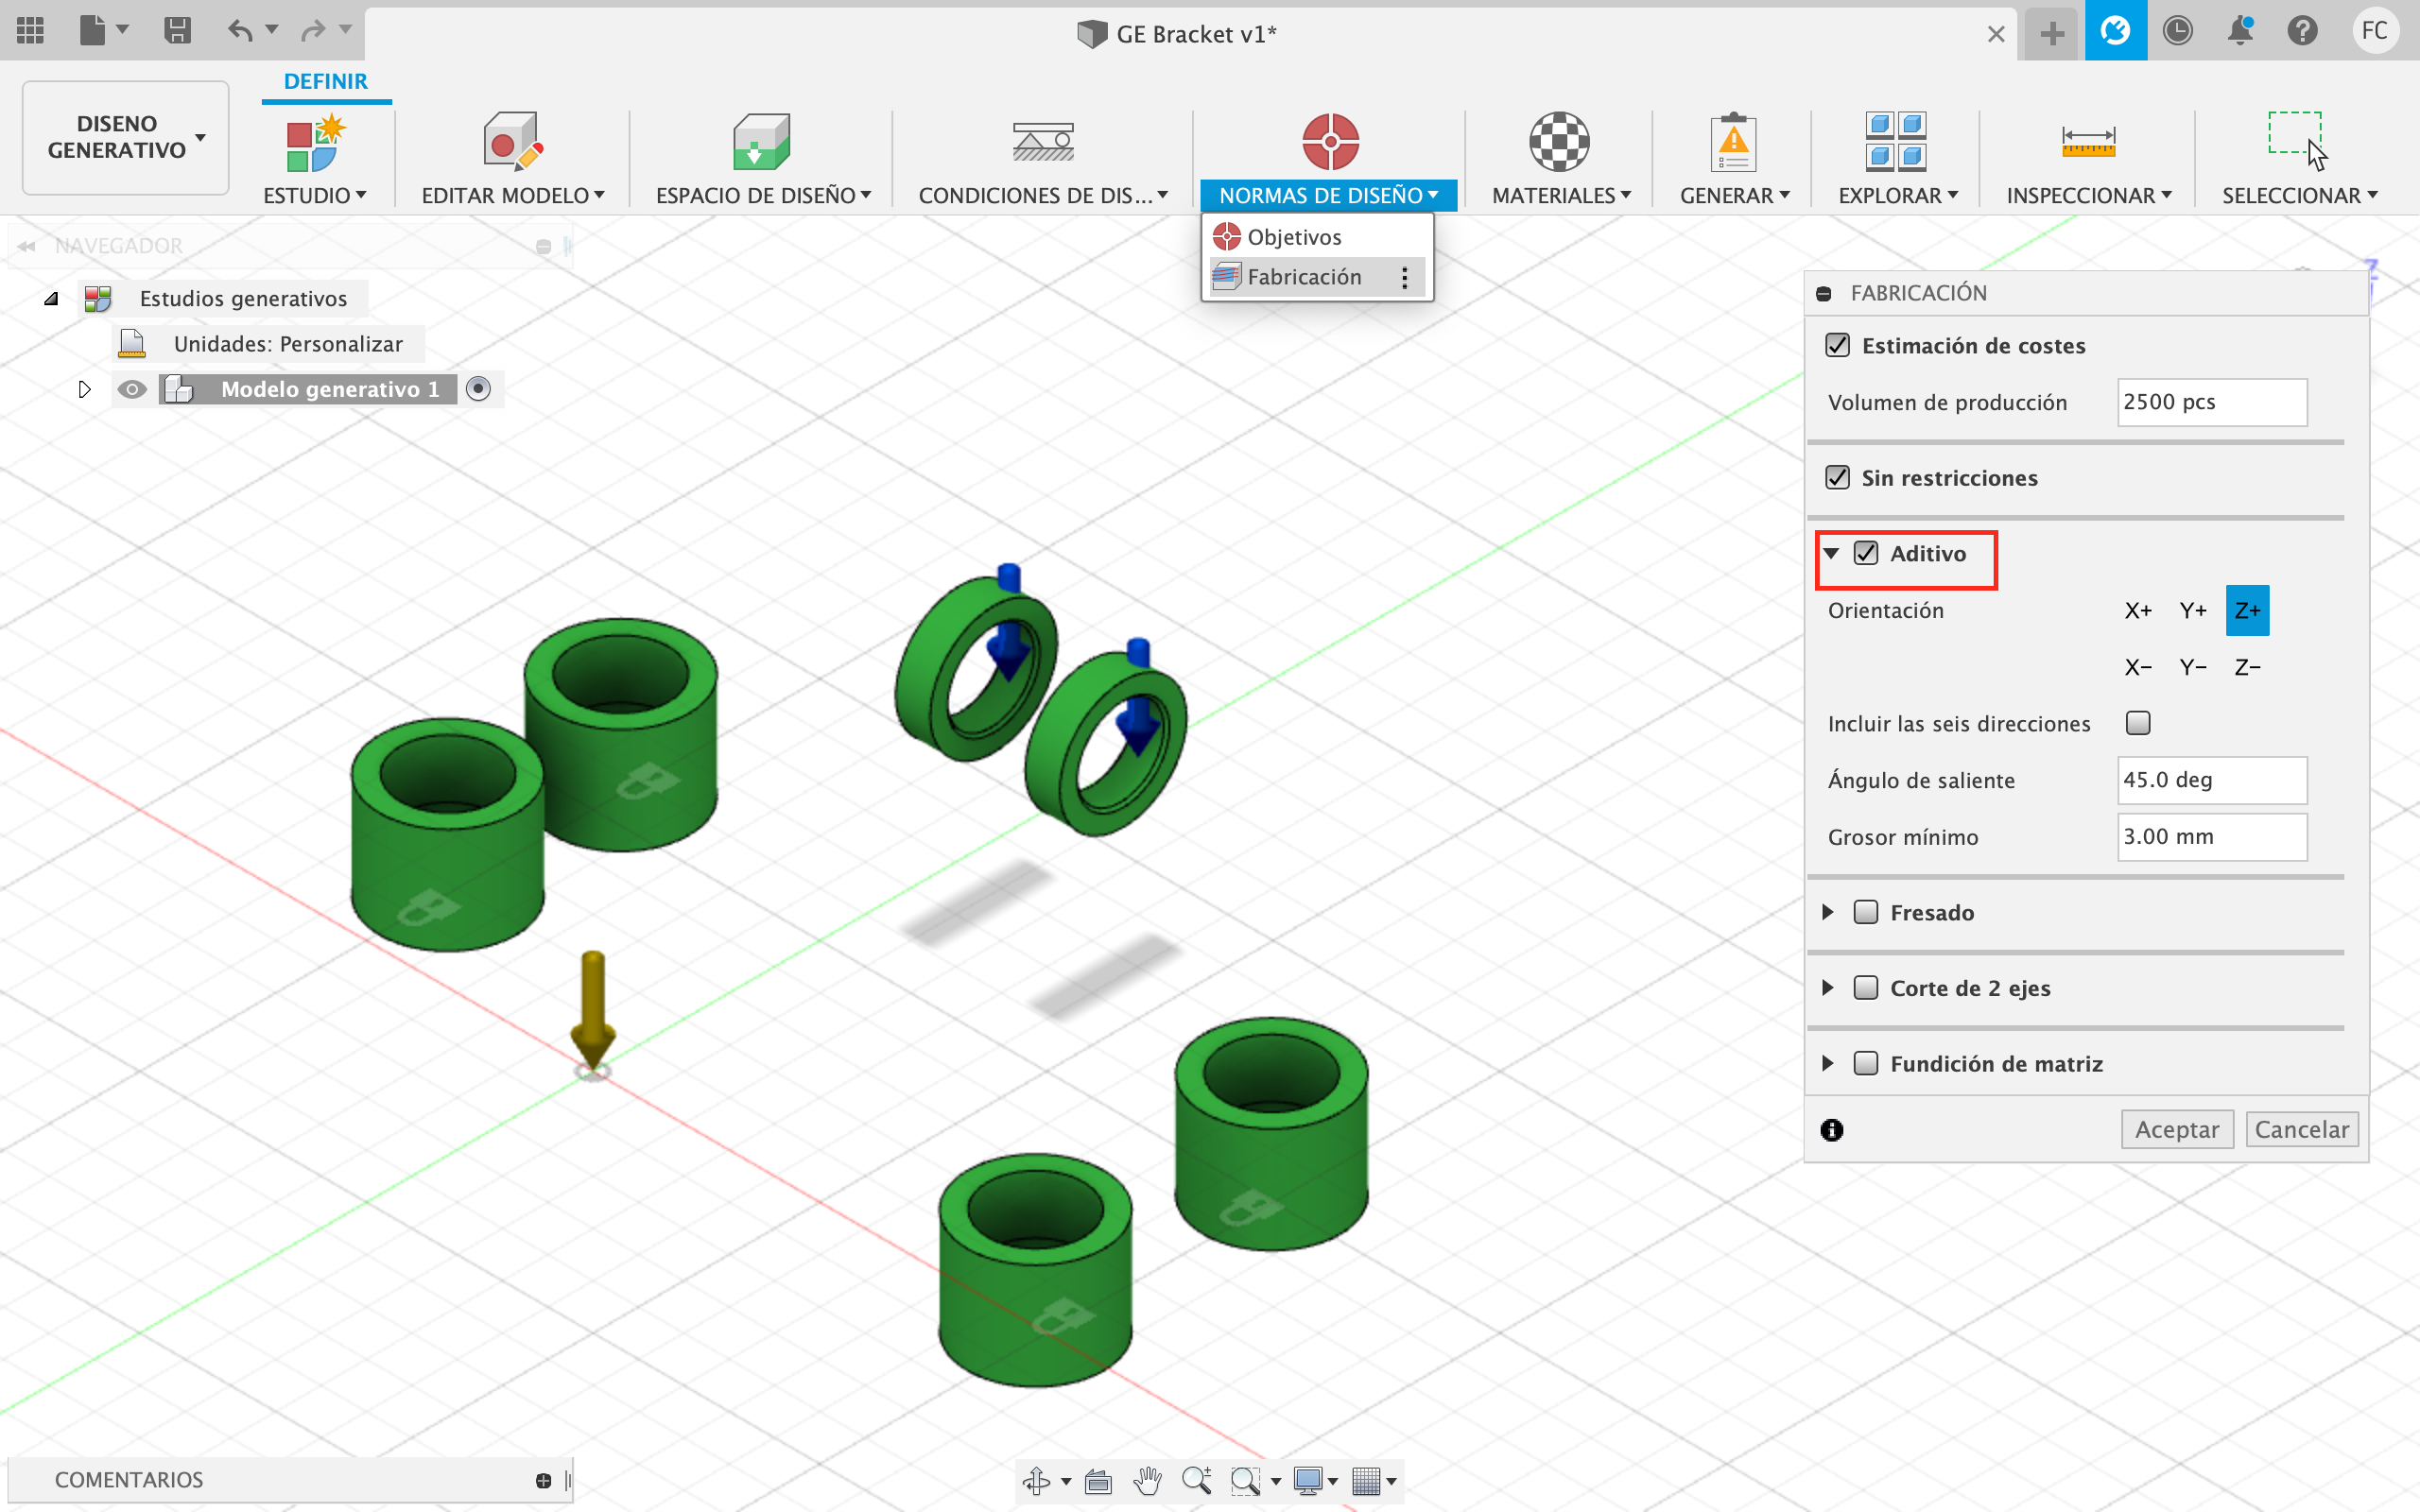 GE Bracket v1*
FC
DEFINIR
DISENO
GENERATIVO
ESTUDIO
EDITAR MODELO
ESPACIO DE DISEÑO
CONDICIONES DE DIS...
NORMAS DE DISEÑO
MATERIALES
GENERAR
EXPLORAR
INSPECCIONAR
SELECCIONAR
Objetivos
Fabricación
NAVEGADOR
Estudios generativos
Unidades: Personalizar
Modelo generativo 1
Z
FABRICACIÓN
Estimación de costes
Volumen de producción 2500 pcs
Sin restricciones
Aditivo
Orientación X+ Y+ Z+
X− Y− Z−
Incluir las seis direcciones
Ángulo de saliente 45.0 deg
Grosor mínimo 3.00 mm
Fresado
Corte de 2 ejes
Fundición de matriz
Aceptar Cancelar
COMENTARIOS